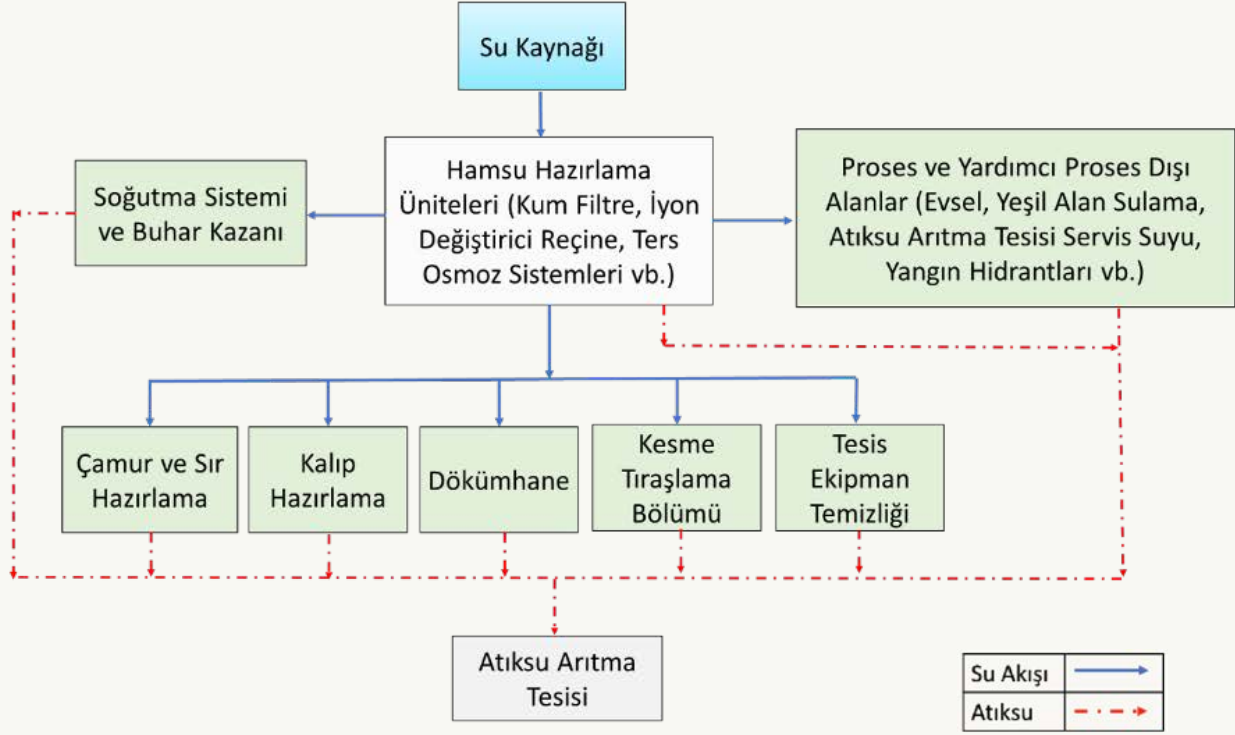 Su Kaynağı
Hamsu Hazırlama
Üniteleri (Kum Filtre, İyon
Değiştirici Reçine, Ters
Osmoz Sistemleri vb.)
Soğutma Sistemi
ve Buhar Kazanı
Proses ve Yardımcı Proses Dışı
Alanlar (Evsel, Yeşil Alan Sulama,
Atıksu Arıtma Tesisi Servis Suyu,
Yangın Hidrantları vb.)
Çamur ve Sır
Hazırlama
Kalıp
Hazırlama
Dökümhane
Kesme
Tıraşlama
Bölümü
Tesis
Ekipman
Temizliği
Atıksu Arıtma
Tesisi
Su Akışı
Atıksu